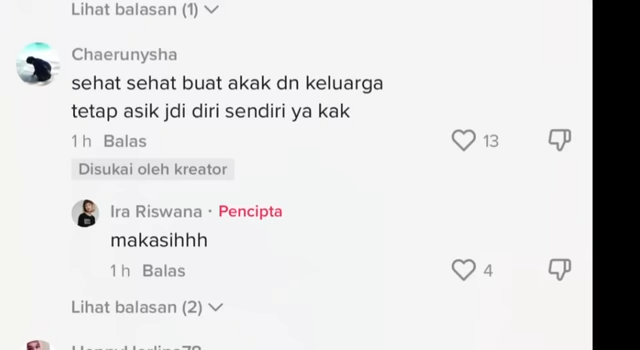 Lihat balasan (1)
Chaerunysha
sehat sehat buat akak dn keluarga
tetap asik jdi diri sendiri ya kak
1 h Balas
13
Disukai oleh kreator
Ira Riswana · Pencipta
makasihhh
1 h Balas
4
Lihat balasan (2)